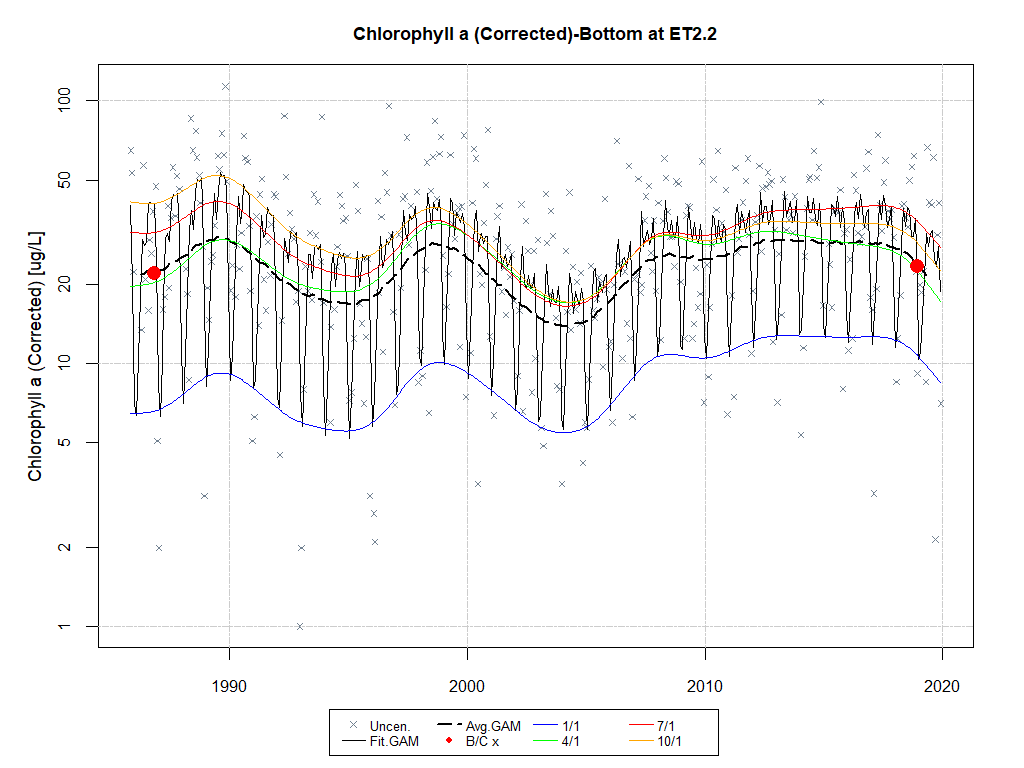 Chlorophyll a (Corrected)-Bottom at ET2.2
Chlorophyll a (Corrected) [ug/L]
100
50
20
10
5
2
1
1990 2000 2010 2020
Uncen. Avg.GAM 1/1 7/1
Fit.GAM B/C x 4/1 10/1